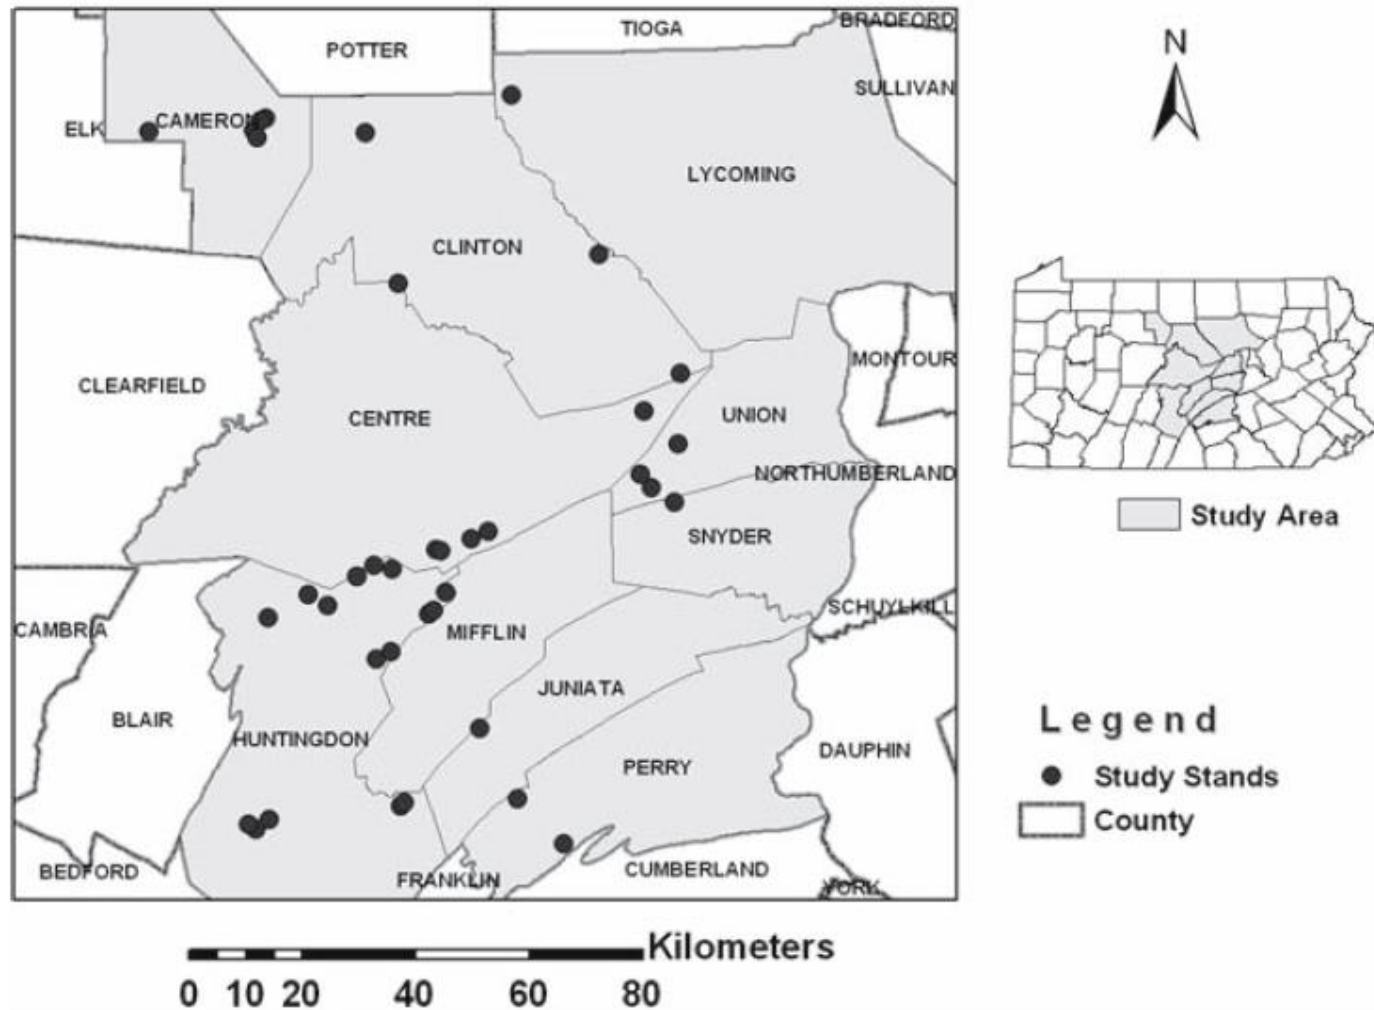 BRADFORD
TIOGA
POTTER
N
SULLIVAN
ELK
CAMERON
LYCOMING
CLINTON
MONTOUR
CLEARFIELD
CENTRE
UNION
NORTHUMBERLAND
Study Area
SNYDER
SCHUYLKILL
CAMBRIA
MIFFLIN
JUNIATA
BLAIR
Legend
HUNTINGDON
DAUPHIN
PERRY
Study Stands
County
BEDFORD
FRANKLIN
CUMBERLAND
YORK
Kilometers
0 10 20 40 60 80